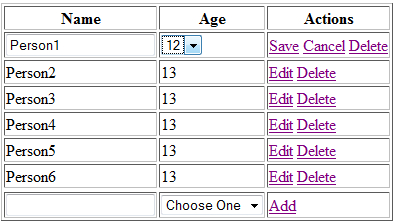 Name Age Actions
Person1 12 Save Cancel Delete
Person2 13 Edit Delete
Person3 13 Edit Delete
Person4 13 Edit Delete
Person5 13 Edit Delete
Person6 13 Edit Delete
Choose One Add